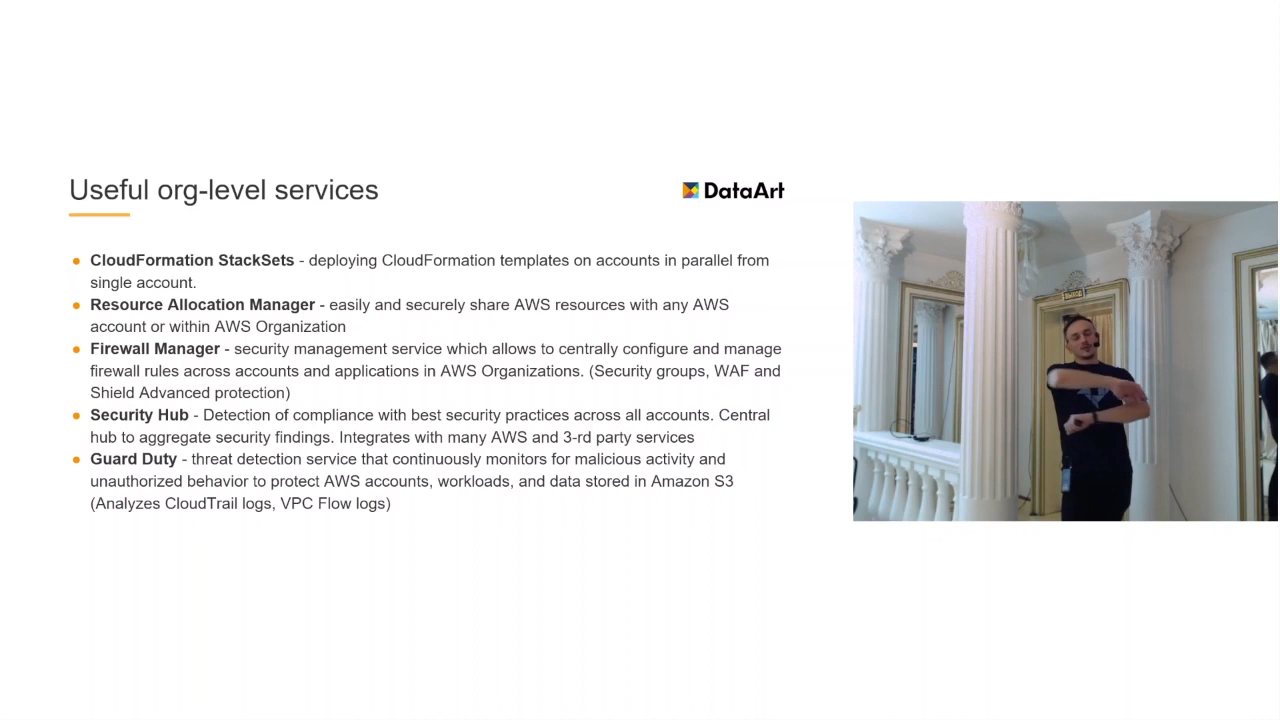 Useful org-level services
DataArt
CloudFormation StackSets - deploying CloudFormation templates on accounts in parallel from
single account.
Resource Allocation Manager - easily and securely share AWS resources with any AWS
account or within AWS Organization
Firewall Manager - security management service which allows to centrally configure and manage
firewall rules across accounts and applications in AWS Organizations. (Security groups, WAF and
Shield Advanced protection)
Security Hub - Detection of compliance with best security practices across all accounts. Central
hub to aggregate security findings. Integrates with many AWS and 3-rd party services
Guard Duty - threat detection service that continuously monitors for malicious activity and
unauthorized behavior to protect AWS accounts, workloads, and data stored in Amazon S3
(Analyzes CloudTrail logs, VPC Flow logs)